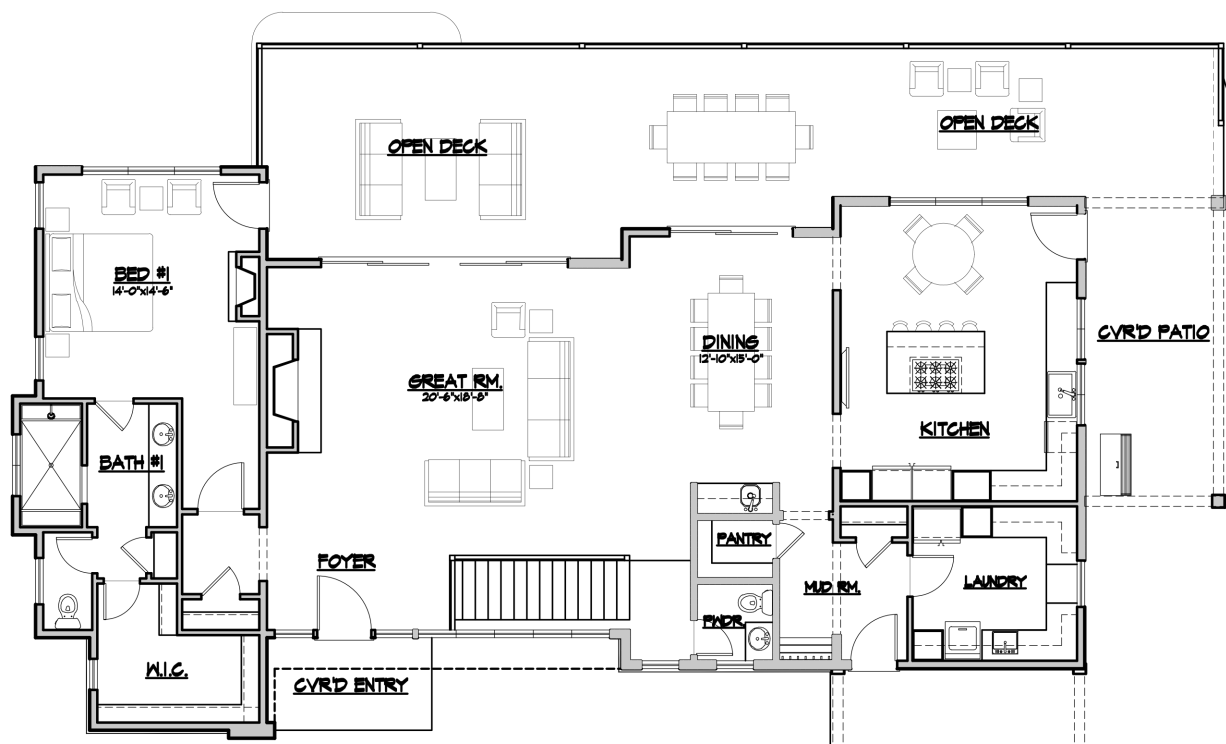 OPEN DECK
OPEN DECK
BED #1
14'-0"x14'-6"
CVR'D PATIO
DINING
12'-10"x15'-0"
GREAT RM.
20'-6"x18'-8"
KITCHEN
BATH #1
PANTRY
FOYER
MUD RM.
LAUNDRY
PWDR.
W.I.C.
CVR'D ENTRY